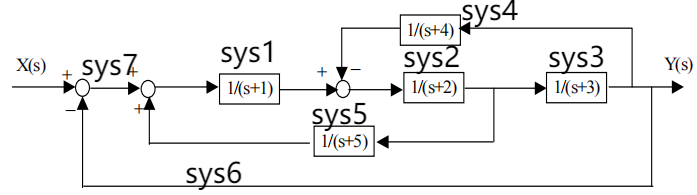 sys4
1/(s+4)
X(s)
+
sys7
+
sys1
+
−
sys2
sys3
Y(s)
1/(s+1)
1/(s+2)
1/(s+3)
−
+
sys5
1/(s+5)
sys6